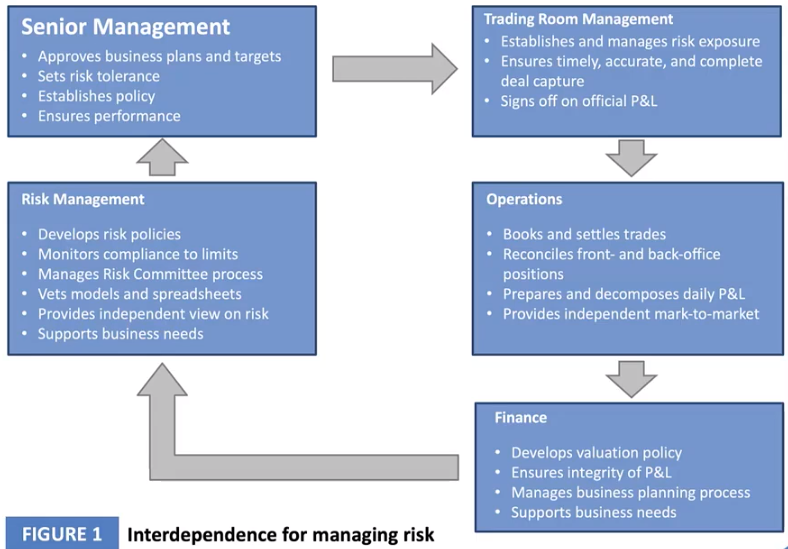 Senior Management
• Approves business plans and targets
• Sets risk tolerance
• Establishes policy
• Ensures performance
Trading Room Management
• Establishes and manages risk exposure
• Ensures timely, accurate, and complete
deal capture
• Signs off on official P&L
Operations
• Books and settles trades
• Reconciles front- and back-office
positions
• Prepares and decomposes daily P&L
• Provides independent mark-to-market
Finance
• Develops valuation policy
• Ensures integrity of P&L
• Manages business planning process
• Supports business needs
Risk Management
• Develops risk policies
• Monitors compliance to limits
• Manages Risk Committee process
• Vets models and spreadsheets
• Provides independent view on risk
• Supports business needs
FIGURE 1 Interdependence for managing risk